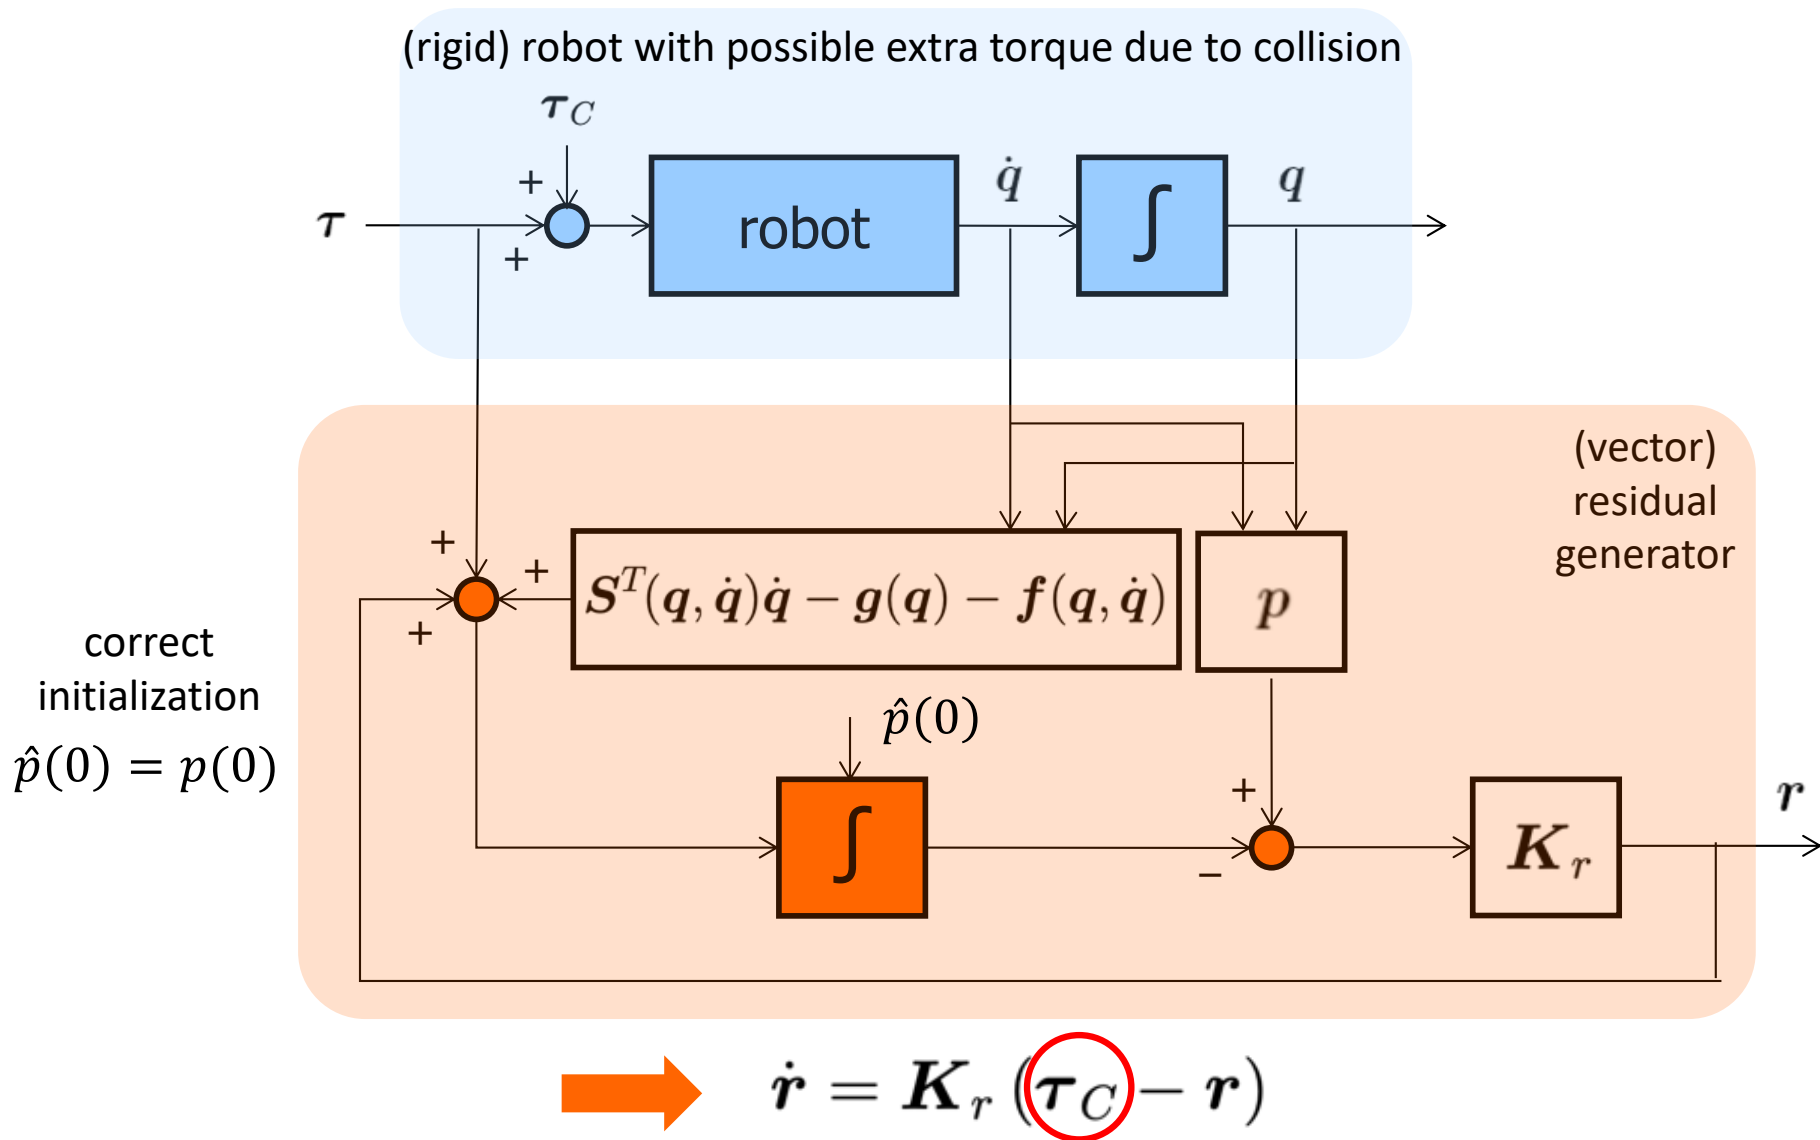 (rigid) robot with possible extra torque due to collision
τ_C
+
τ
+
robot
q̇
∫
q
(vector)
residual
generator
+
+
+
S^T(q, q̇)q̇ − g(q) − f(q, q̇)
p
correct
initialization
p̂(0) = p(0)
p̂(0)
∫
+
−
K_r
r
ṙ = K_r (τ_C − r)